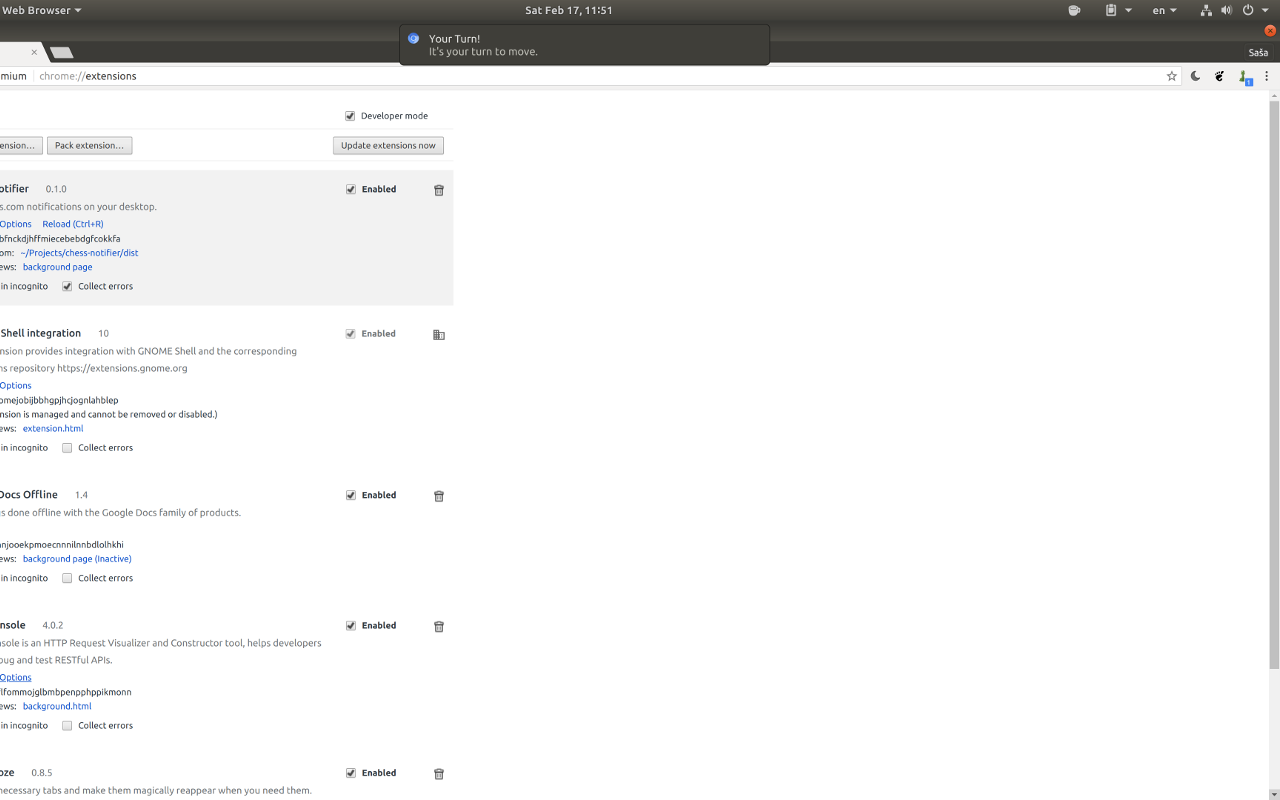 Web Browser
Sat Feb 17, 11:51
en
Your Turn!
It's your turn to move.
Saša
mium chrome://extensions
1
Developer mode
ension... Pack extension... Update extensions now
otifier 0.1.0 Enabled
s.com notifications on your desktop.
Options Reload (Ctrl+R)
bfnckdjhffmiecebebdgfcokkfa
om: ~/Projects/chess-notifier/dist
ews: background page
in incognito Collect errors
Shell integration 10 Enabled
nsion provides integration with GNOME Shell and the corresponding
ns repository https://extensions.gnome.org
Options
omejobijbbhgpjhcjognlahblep
nsion is managed and cannot be removed or disabled.)
ews: extension.html
in incognito Collect errors
Docs Offline 1.4 Enabled
gs done offline with the Google Docs family of products.
nnjooekpmoecnnnilnnbdlolhkhi
ews: background page (Inactive)
in incognito Collect errors
nsole 4.0.2 Enabled
nsole is an HTTP Request Visualizer and Constructor tool, helps developers
bug and test RESTful APIs.
Options
lfommojglbmbpenpphppikmonn
ews: background.html
in incognito Collect errors
oze 0.8.5 Enabled
necessary tabs and make them magically reappear when you need them.